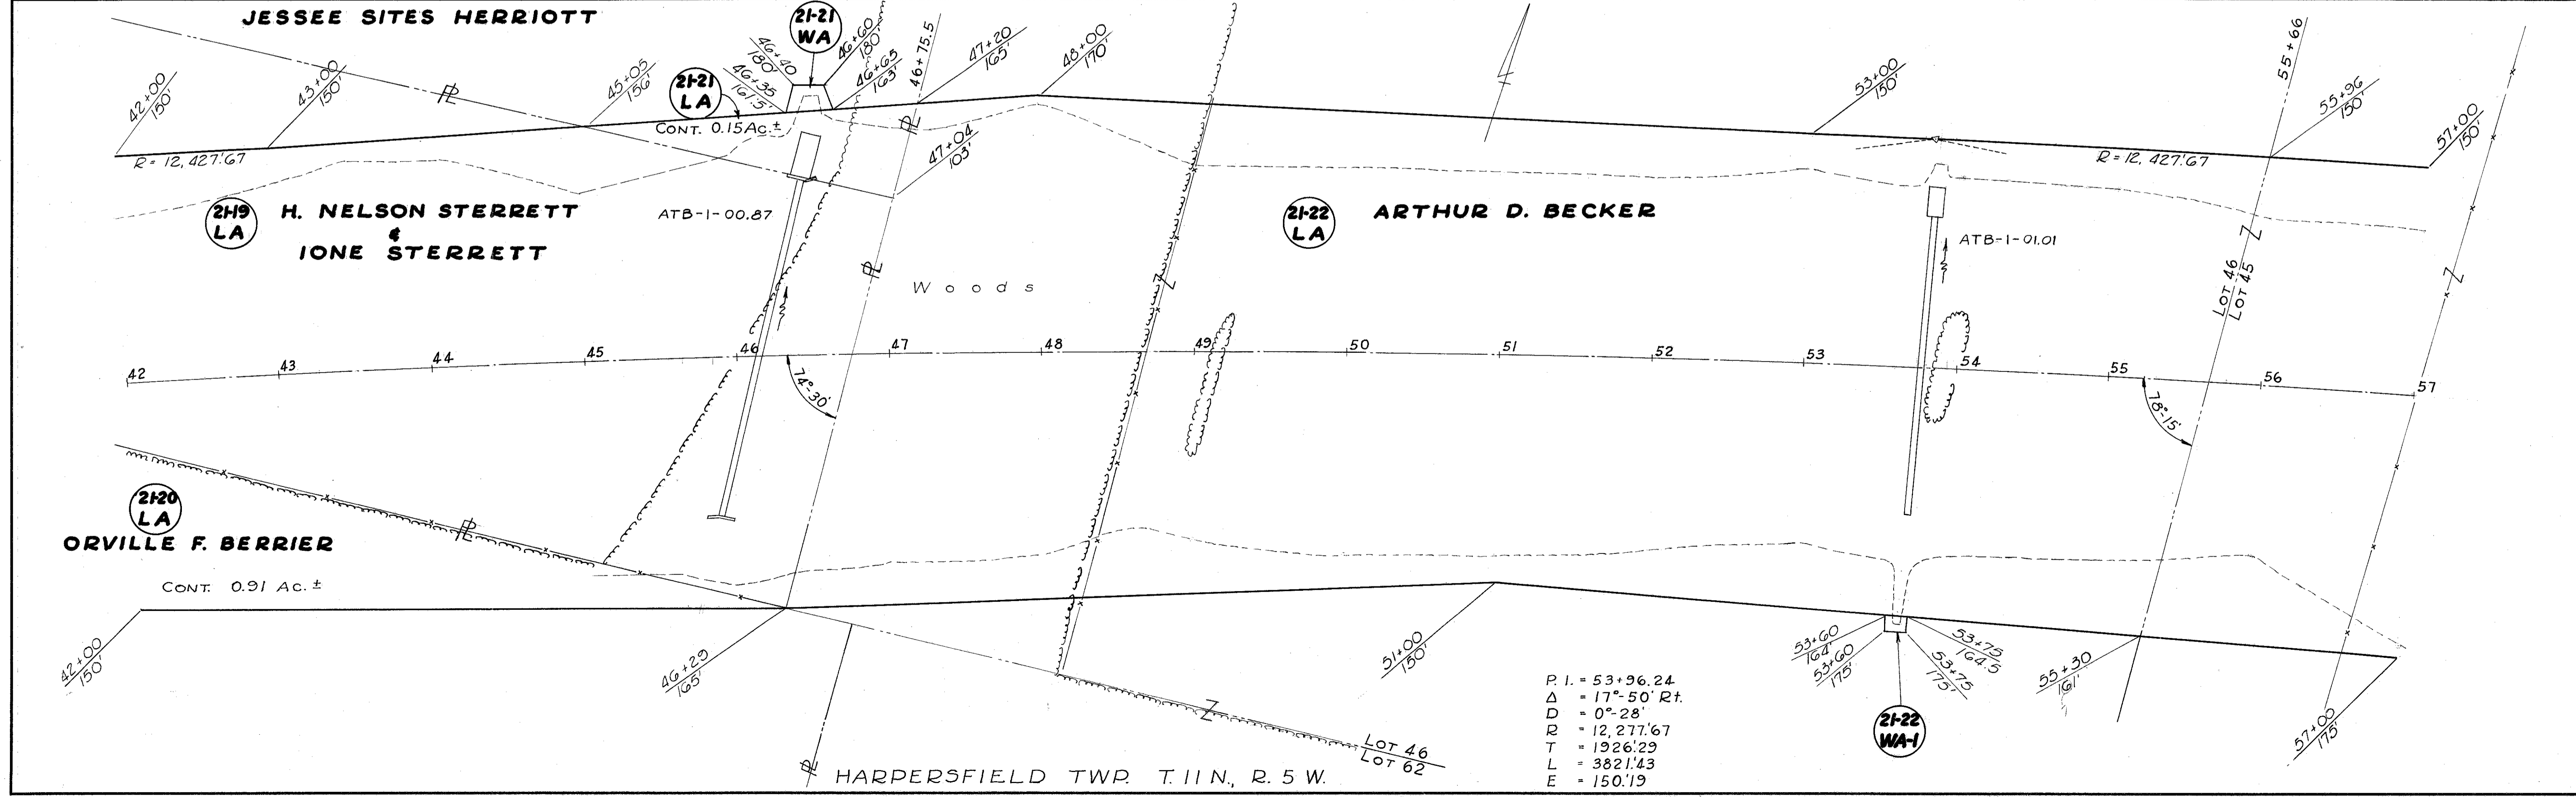 JESSEE SITES HERRIOTT
21-21
WA
42+00
150'
43+00
150'
45+05
156'
46+40
180'
46+35
161.5'
46+60
180'
46+65
163'
46+75.5
47+20
165'
48+00
170'
53+00
150'
55+66
55+96
150'
57+00
150'
21-21
LA
CONT. 0.15 AC.±
R = 12,427.'67
R = 12,427.'67
47+04
103'
21-19
LA
H. NELSON STERRETT
&
IONE STERRETT
ATB-1-00.87
21-22
LA
ARTHUR D. BECKER
ATB-1-01.01
Woods
LOT 46
LOT 45
42
43
44
45
46
47
48
49
50
51
52
53
54
55
56
57
74°-30'
78°-15'
21-20
LA
ORVILLE F. BERRIER
CONT. 0.91 AC.±
42+00
150'
46+29
165'
51+00
150'
53+60
164'
53+60
175'
53+75
164.5
53+75
175'
55+30
161'
57+00
175'
21-22
WA-1
P.I. = 53+96.24
Δ = 17°-50' Rt.
D = 0°-28'
R = 12,277.'67
T = 1926.'29
L = 3821.'43
E = 150.'19
LOT 46
LOT 62
HARPERSFIELD TWP. T. 11 N., R. 5 W.